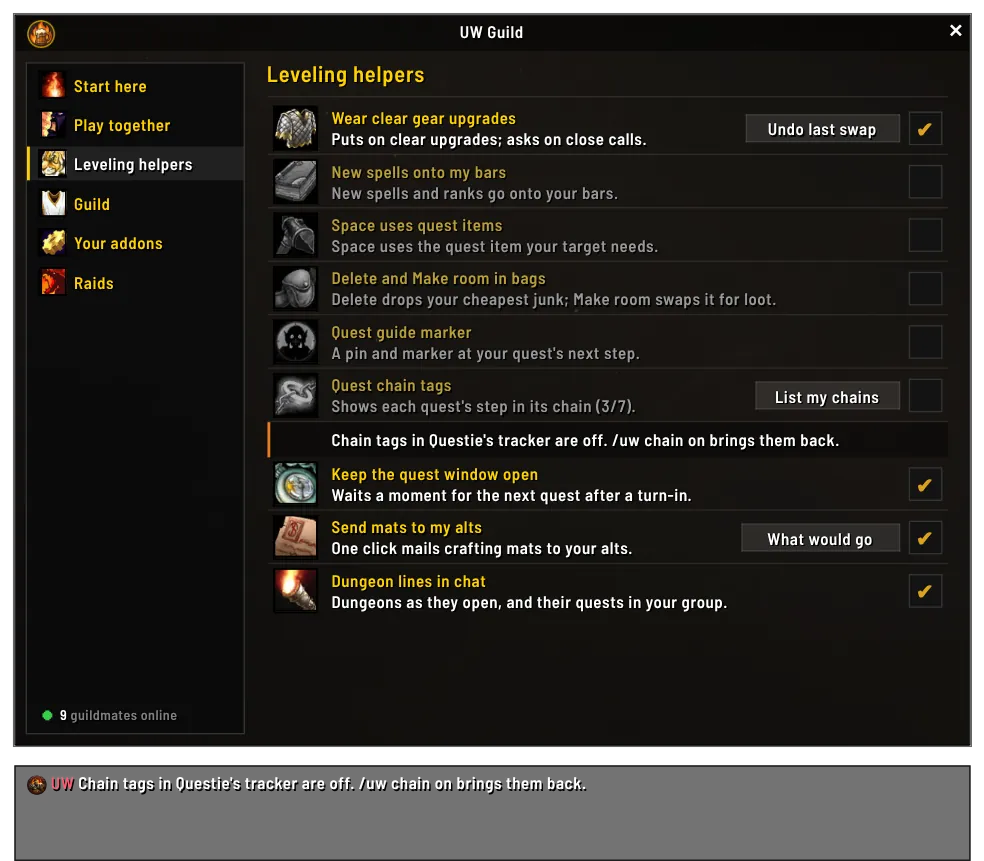 UW Guild
Start here
Play together
Leveling helpers
Guild
Your addons
Raids
9 guildmates online
Leveling helpers
Wear clear gear upgrades
Puts on clear upgrades; asks on close calls.
Undo last swap
New spells onto my bars
New spells and ranks go onto your bars.
Space uses quest items
Space uses the quest item your target needs.
Delete and Make room in bags
Delete drops your cheapest junk; Make room swaps it for loot.
Quest guide marker
A pin and marker at your quest's next step.
Quest chain tags
Shows each quest's step in its chain (3/7).
List my chains
Chain tags in Questie's tracker are off. /uw chain on brings them back.
Keep the quest window open
Waits a moment for the next quest after a turn-in.
Send mats to my alts
One click mails crafting mats to your alts.
What would go
Dungeon lines in chat
Dungeons as they open, and their quests in your group.
UW Chain tags in Questie's tracker are off. /uw chain on brings them back.